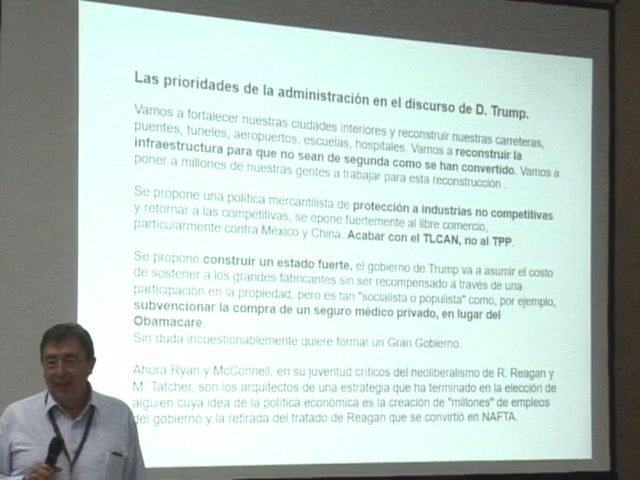 Las prioridades de la administración en el discurso de D. Trump.
Vamos a fortalecer nuestras ciudades interiores y reconstruir nuestras carreteras,
puentes, túneles, aeropuertos, escuelas, hospitales. Vamos a reconstruir la
infraestructura para que no sean de segunda como se han convertido. Vamos a
poner a millones de nuestras gentes a trabajar para esta reconstrucción .
Se propone una política mercantilista de protección a industrias no competitivas
y retornar a las competitivas, se opone fuertemente al libre comercio,
particularmente contra México y China. Acabar con el TLCAN, no al TPP.
Se propone construir un estado fuerte, el gobierno de Trump va a asumir el costo
de sostener a los grandes fabricantes sin ser recompensado a través de una
participación en la propiedad, pero es tan "socialista o populista" como, por ejemplo,
subvencionar la compra de un seguro médico privado, en lugar del
Obamacare.
Sin duda incuestionablemente quiere formar un Gran Gobierno.
Ahora Ryan y McConnell, en su juventud críticos del neoliberalismo de R. Reagan y
M. Tatcher, son los arquitectos de una estrategia que ha terminado en la elección de
alguien cuya idea de la política económica es la creación de "millones" de empleos
del gobierno y la retirada del tratado de Reagan que se convirtió en NAFTA.